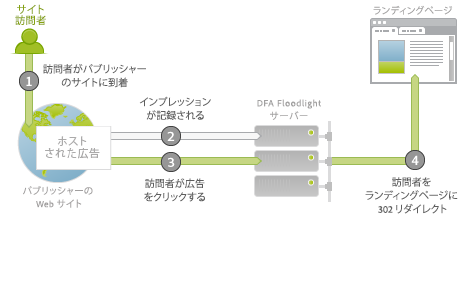 サイト
訪問者
1
訪問者がパブリッシャー
のサイトに到着
ホスト
された広告
パブリッシャーの
Web サイト
インプレッション
が記録される
2
3
訪問者が広告
をクリックする
DFA Floodlight
サーバー
ランディングページ
4
訪問者を
ランディングページに
302 リダイレクト